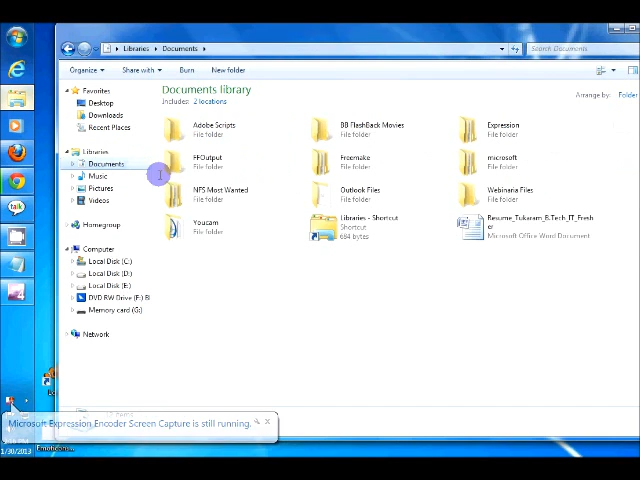 Libraries ▸ Documents ▸
Search Documents
Organize ▾ Share with ▾ Burn New folder
Favorites
Desktop
Downloads
Recent Places
Libraries
Documents
Music
Pictures
Videos
Homegroup
Computer
Local Disk (C:)
Local Disk (D:)
Local Disk (E:)
DVD RW Drive (F:) BI
Memory card (G:)
Network
Documents library
Includes: 2 locations
Arrange by: Folder
Adobe Scripts
File folder
BB FlashBack Movies
File folder
Expression
File folder
FFOutput
File folder
Freemake
File folder
microsoft
File folder
NFS Most Wanted
File folder
Outlook Files
File folder
Webinaria Files
File folder
Youcam
File folder
Libraries - Shortcut
Shortcut
684 bytes
Resume_Tukaram_B.Tech_IT_Fresh
er
Microsoft Office Word Document
talk
Microsoft Expression Encoder Screen Capture is still running.
1/30/2013
Emoticons...